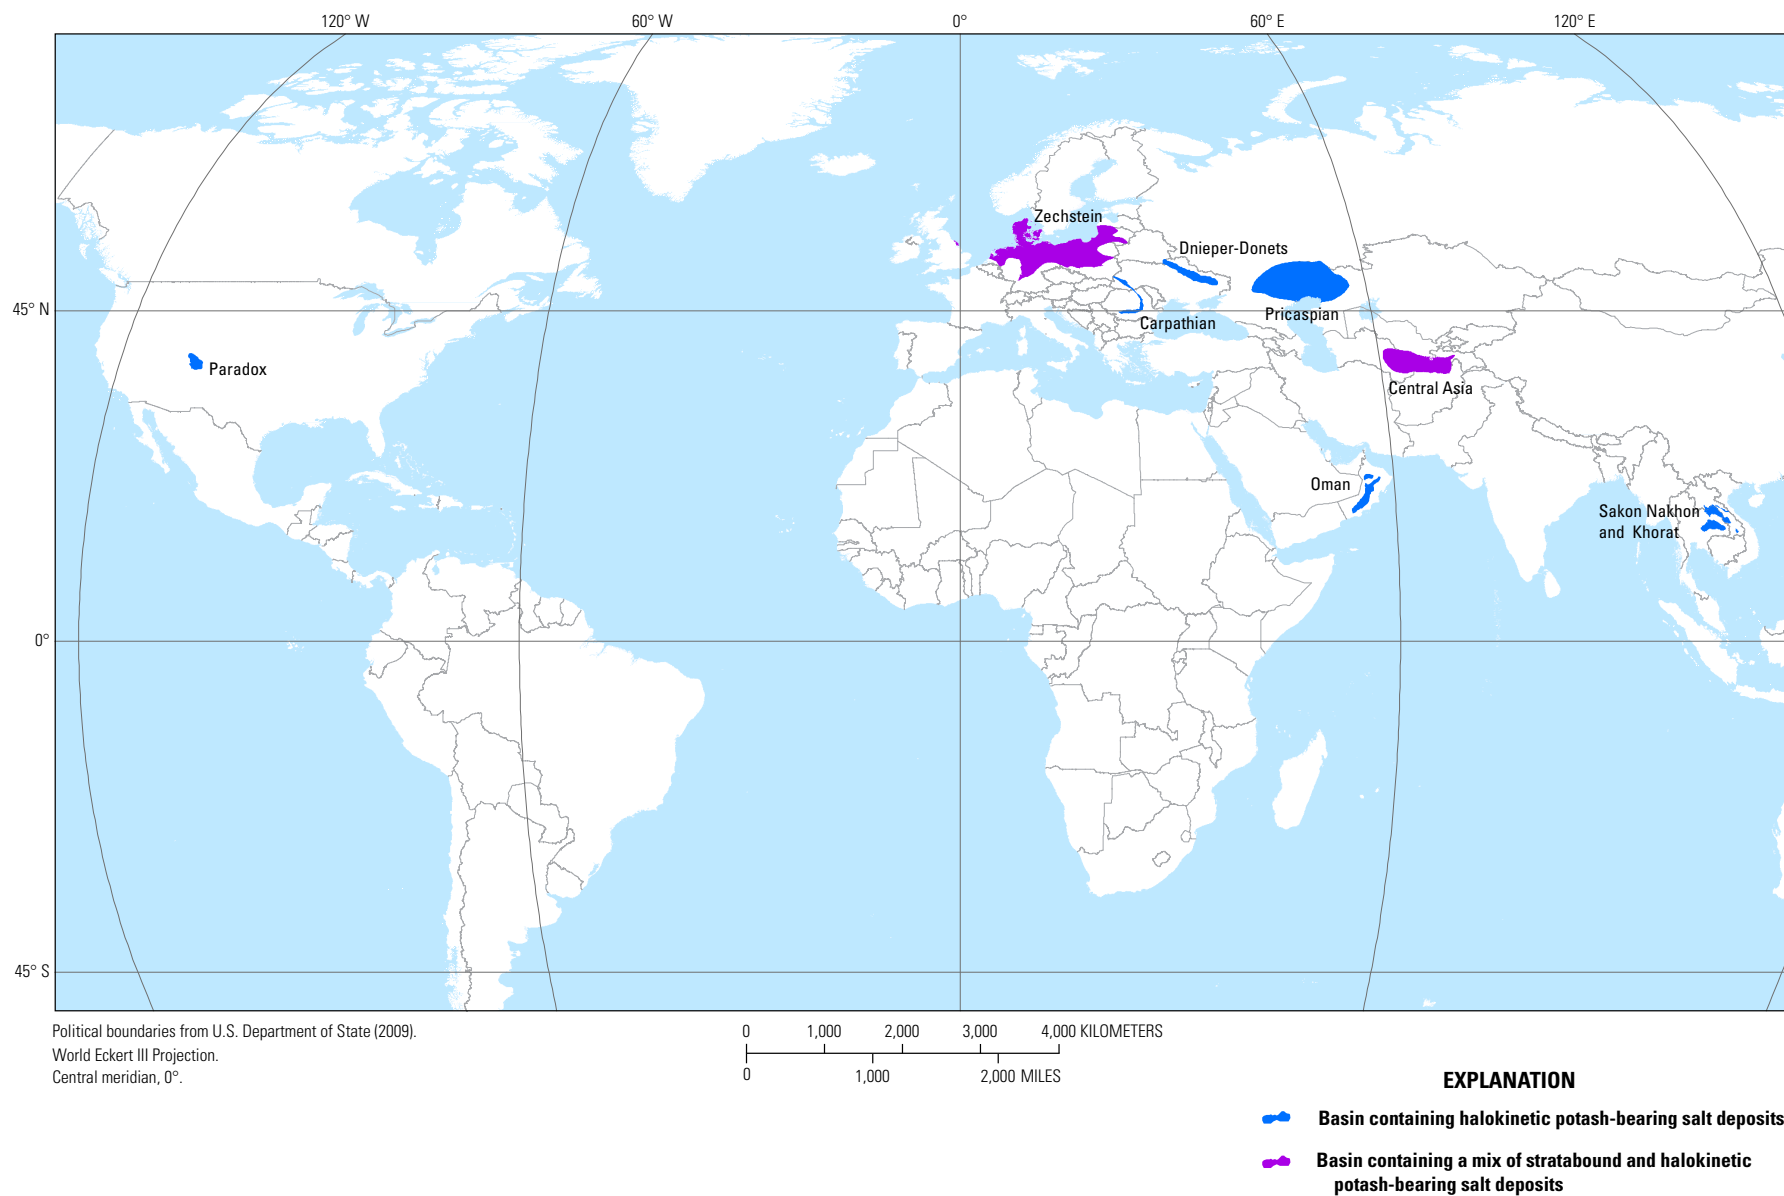 120° W 60° W 0° 60° E 120° E
Zechstein
Dnieper-Donets
45° N
Pricaspian
Carpathian
Paradox
Central Asia
Oman
Sakon Nakhon
and Khorat
0°
45° S
Political boundaries from U.S. Department of State (2009).
World Eckert III Projection.
Central meridian, 0°.
0 1,000 2,000 3,000 4,000 KILOMETERS
0 1,000 2,000 MILES
EXPLANATION
Basin containing halokinetic potash-bearing salt deposits
Basin containing a mix of stratabound and halokinetic
potash-bearing salt deposits